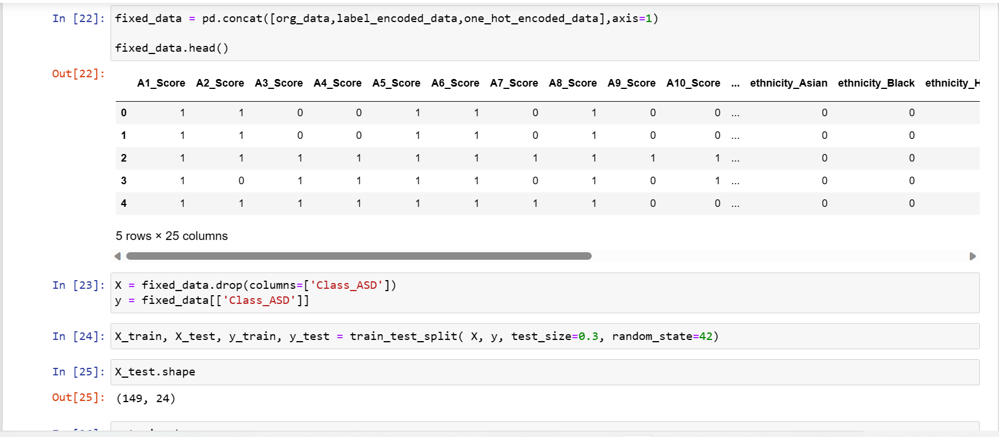 In [22]: fixed_data = pd.concat([org_data,label_encoded_data,one_hot_encoded_data],axis=1)
fixed_data.head()
Out[22]:
A1_Score A2_Score A3_Score A4_Score A5_Score A6_Score A7_Score A8_Score A9_Score A10_Score ... ethnicity_Asian ethnicity_Black ethnicity_H
0 1 1 0 0 1 1 0 1 0 0 ... 0 0
1 1 1 0 0 1 1 0 1 0 0 ... 0 0
2 1 1 1 1 1 1 1 1 1 1 ... 0 0
3 1 0 1 1 1 1 0 1 0 1 ... 0 0
4 1 1 1 1 1 1 1 1 0 0 ... 0 0
5 rows × 25 columns
In [23]: X = fixed_data.drop(columns=['Class_ASD'])
y = fixed_data[['Class_ASD']]
In [24]: X_train, X_test, y_train, y_test = train_test_split( X, y, test_size=0.3, random_state=42)
In [25]: X_test.shape
Out[25]: (149, 24)